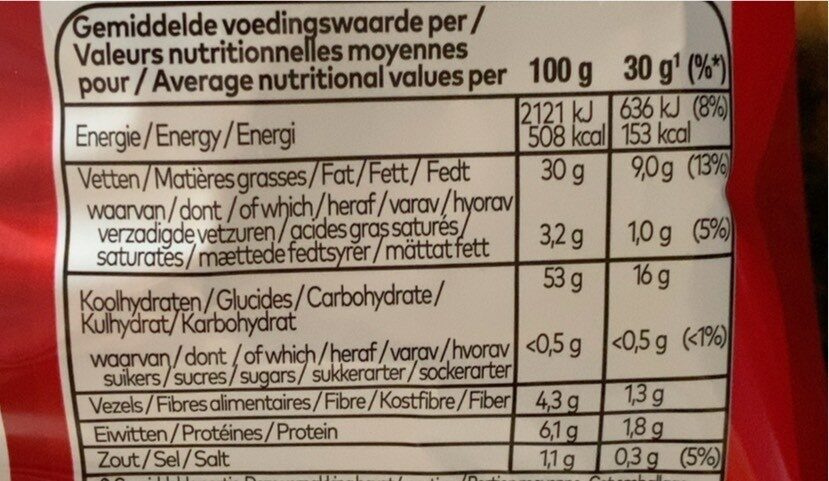 Gemiddelde voedingswaarde per /
Valeurs nutritionnelles moyennes
pour / Average nutritional values per 100 g 30 g¹ (%*)
Energie / Energy / Energi 2121 kJ 508 kcal 636 kJ (8%) 153 kcal
Vetten / Matières grasses / Fat / Fett / Fedt 30 g 9,0 g (13%)
waarvan / dont / of which / heraf / varav / hvorav
verzadigde vetzuren / acides gras saturés /
saturates / mættede fedtsyrer / mättat fett 3,2 g 1,0 g (5%)
Koolhydraten / Glucides / Carbohydrate /
Kulhydrat / Karbohydrat 53 g 16 g
waarvan / dont / of which / heraf / varav / hvorav
suikers / sucres / sugars / sukkerarter / sockerarter <0,5 g <0,5 g (<1%)
Vezels / Fibres alimentaires / Fibre / Kostfibre / Fiber 4,3 g 1,3 g
Eiwitten / Protéines / Protein 6,1 g 1,8 g
Zout / Sel / Salt 1,1 g 0,3 g (5%)